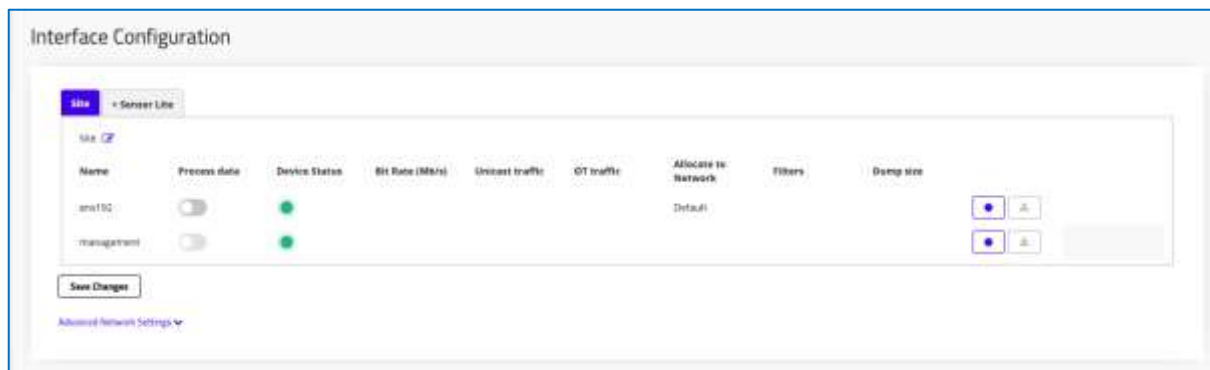 Interface Configuration
Site + Sensor Lite
Site
Name Process data Device Status Bit Rate (Mb/s) Unicast traffic OT traffic Allocate to Network Filters Dump size
ens192 Default
management
Save Changes
Advanced Network Settings